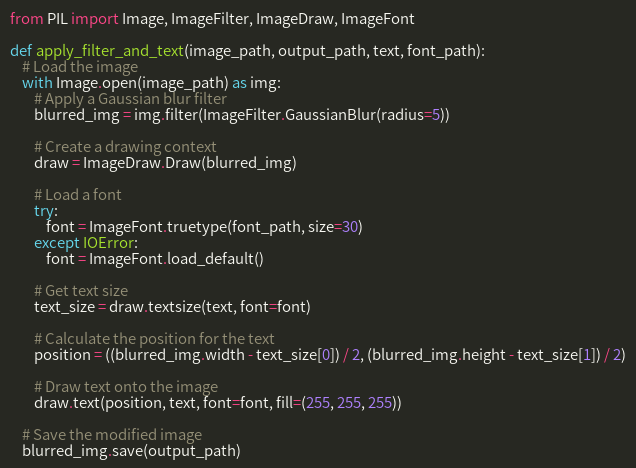 from PIL import Image, ImageFilter, ImageDraw, ImageFont

def apply_filter_and_text(image_path, output_path, text, font_path):
    # Load the image
    with Image.open(image_path) as img:
        # Apply a Gaussian blur filter
        blurred_img = img.filter(ImageFilter.GaussianBlur(radius=5))

        # Create a drawing context
        draw = ImageDraw.Draw(blurred_img)

        # Load a font
        try:
            font = ImageFont.truetype(font_path, size=30)
        except IOError:
            font = ImageFont.load_default()

        # Get text size
        text_size = draw.textsize(text, font=font)

        # Calculate the position for the text
        position = ((blurred_img.width - text_size[0]) / 2, (blurred_img.height - text_size[1]) / 2)

        # Draw text onto the image
        draw.text(position, text, font=font, fill=(255, 255, 255))

    # Save the modified image
    blurred_img.save(output_path)